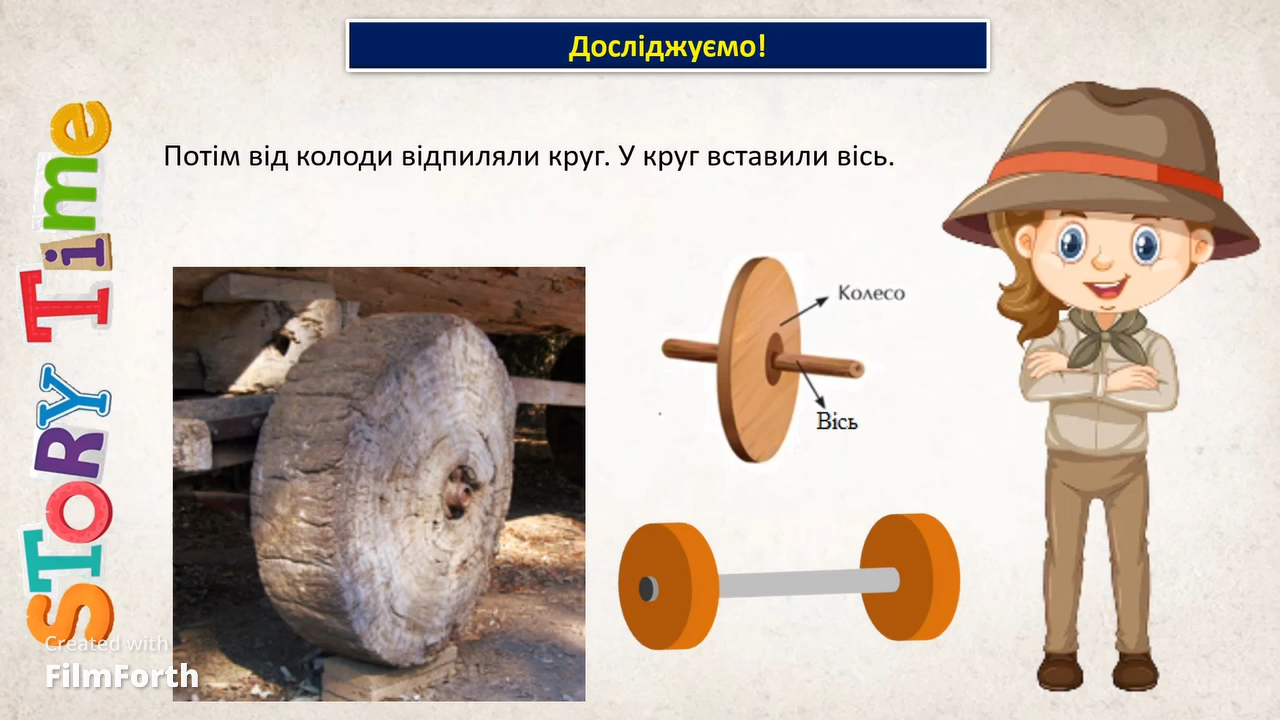 Досліджуємо!
Потім від колоди відпиляли круг. У круг вставили вісь.
STORY TIme
Колесо
Вісь
Created with
FilmForth